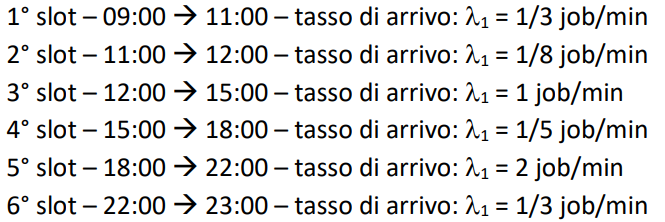 1° slot – 09:00 → 11:00 – tasso di arrivo: λ₁ = 1/3 job/min
2° slot – 11:00 → 12:00 – tasso di arrivo: λ₁ = 1/8 job/min
3° slot – 12:00 → 15:00 – tasso di arrivo: λ₁ = 1 job/min
4° slot – 15:00 → 18:00 – tasso di arrivo: λ₁ = 1/5 job/min
5° slot – 18:00 → 22:00 – tasso di arrivo: λ₁ = 2 job/min
6° slot – 22:00 → 23:00 – tasso di arrivo: λ₁ = 1/3 job/min